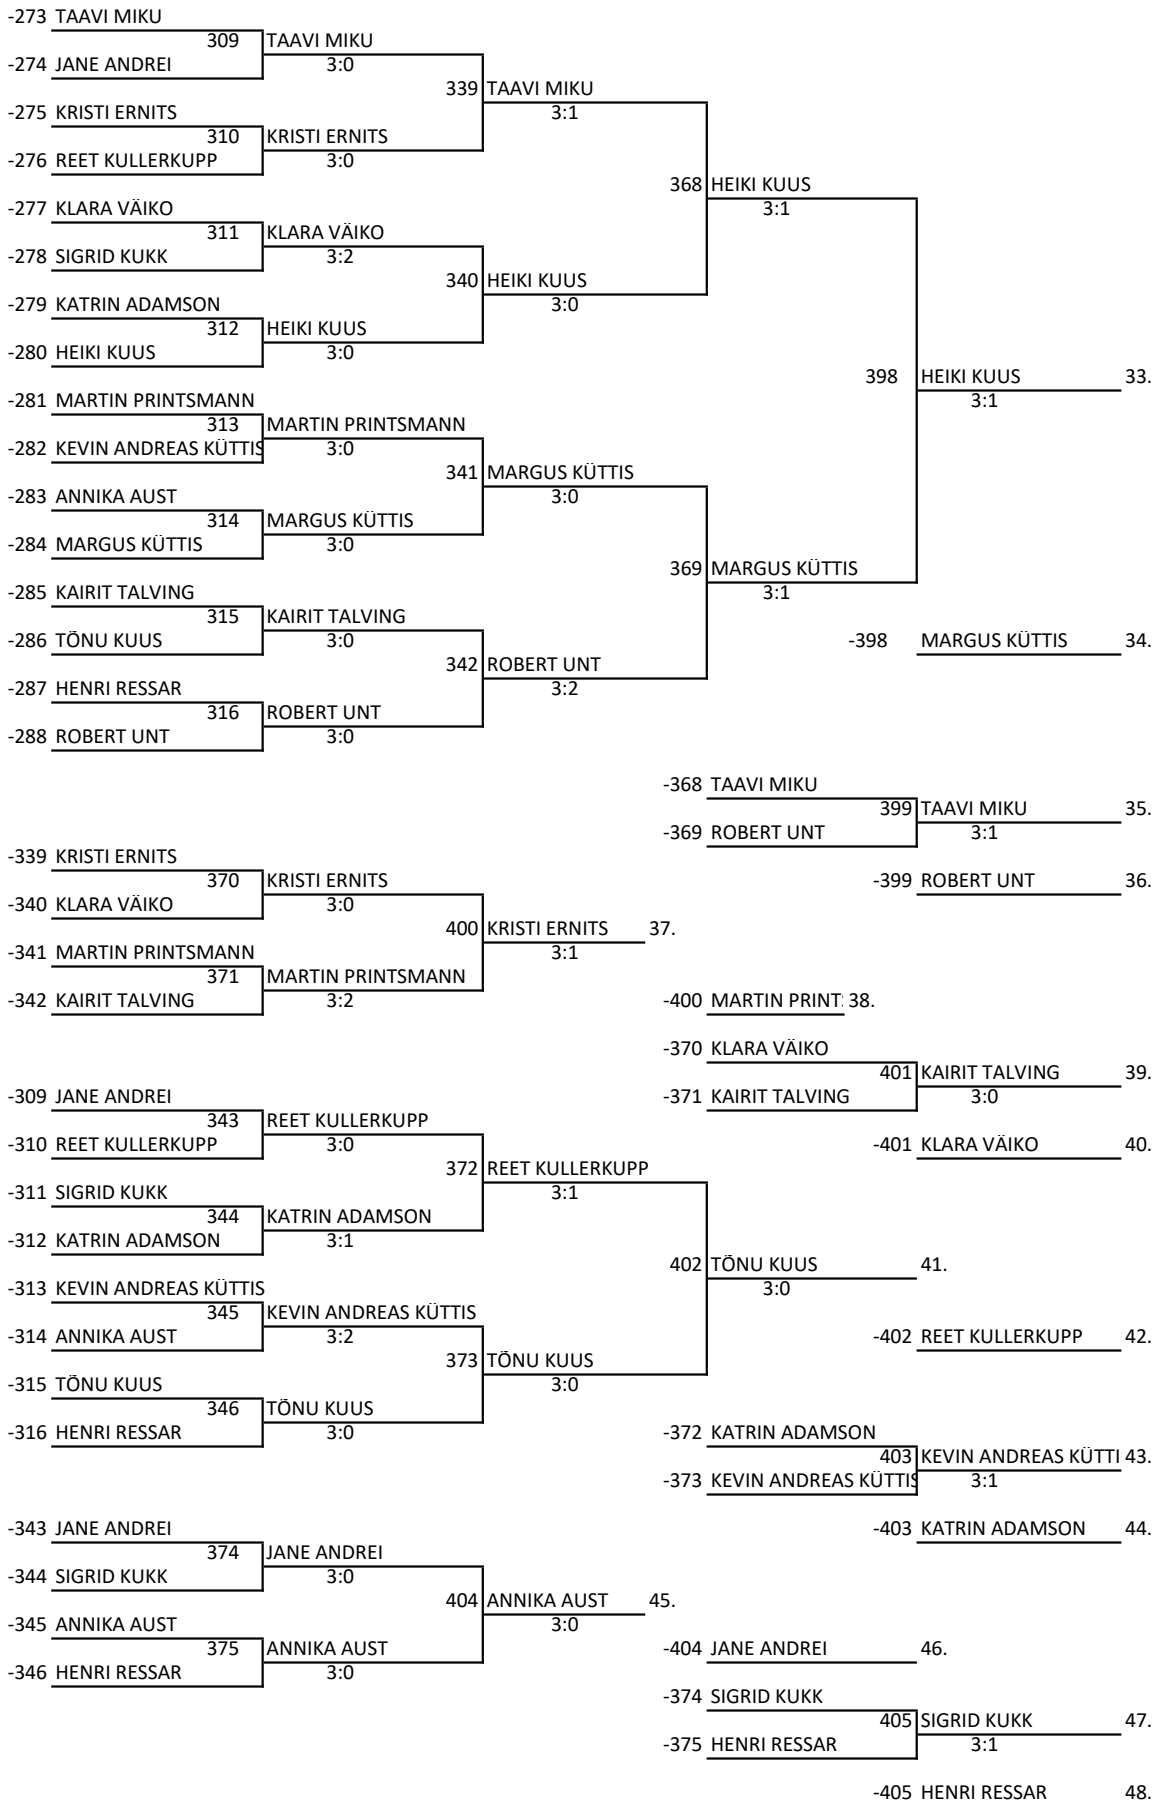 -273 TAAVI MIKU
309 TAAVI MIKU
-274 JANE ANDREI 3:0
339 TAAVI MIKU
-275 KRISTI ERNITS 3:1
310 KRISTI ERNITS
-276 REET KULLERKUPP 3:0
368 HEIKI KUUS
-277 KLARA VÄIKO 3:1
311 KLARA VÄIKO
-278 SIGRID KUKK 3:2
340 HEIKI KUUS
-279 KATRIN ADAMSON 3:0
312 HEIKI KUUS
-280 HEIKI KUUS 3:0
398 HEIKI KUUS 33.
-281 MARTIN PRINTSMANN 3:1
313 MARTIN PRINTSMANN
-282 KEVIN ANDREAS KÜTTIS 3:0
341 MARGUS KÜTTIS
-283 ANNIKA AUST 3:0
314 MARGUS KÜTTIS
-284 MARGUS KÜTTIS 3:0
369 MARGUS KÜTTIS
-285 KAIRIT TALVING 3:1
315 KAIRIT TALVING
-286 TÕNU KUUS 3:0 -398 MARGUS KÜTTIS 34.
342 ROBERT UNT
-287 HENRI RESSAR 3:2
316 ROBERT UNT
-288 ROBERT UNT 3:0
-368 TAAVI MIKU
399 TAAVI MIKU 35.
-369 ROBERT UNT 3:1
-339 KRISTI ERNITS
370 KRISTI ERNITS -399 ROBERT UNT 36.
-340 KLARA VÄIKO 3:0
400 KRISTI ERNITS 37.
-341 MARTIN PRINTSMANN 3:1
371 MARTIN PRINTSMANN
-342 KAIRIT TALVING 3:2 -400 MARTIN PRINT 38.
-370 KLARA VÄIKO
401 KAIRIT TALVING 39.
-309 JANE ANDREI -371 KAIRIT TALVING 3:0
343 REET KULLERKUPP
-310 REET KULLERKUPP 3:0 -401 KLARA VÄIKO 40.
372 REET KULLERKUPP
-311 SIGRID KUKK 3:1
344 KATRIN ADAMSON
-312 KATRIN ADAMSON 3:1
402 TÕNU KUUS 41.
-313 KEVIN ANDREAS KÜTTIS 3:0
345 KEVIN ANDREAS KÜTTIS
-314 ANNIKA AUST 3:2 -402 REET KULLERKUPP 42.
373 TÕNU KUUS
-315 TÕNU KUUS 3:0
346 TÕNU KUUS
-316 HENRI RESSAR 3:0 -372 KATRIN ADAMSON
403 KEVIN ANDREAS KÜTTI 43.
-373 KEVIN ANDREAS KÜTTIS 3:1
-343 JANE ANDREI -403 KATRIN ADAMSON 44.
374 JANE ANDREI
-344 SIGRID KUKK 3:0
404 ANNIKA AUST 45.
-345 ANNIKA AUST 3:0
375 ANNIKA AUST -404 JANE ANDREI 46.
-346 HENRI RESSAR 3:0
-374 SIGRID KUKK
405 SIGRID KUKK 47.
-375 HENRI RESSAR 3:1
-405 HENRI RESSAR 48.